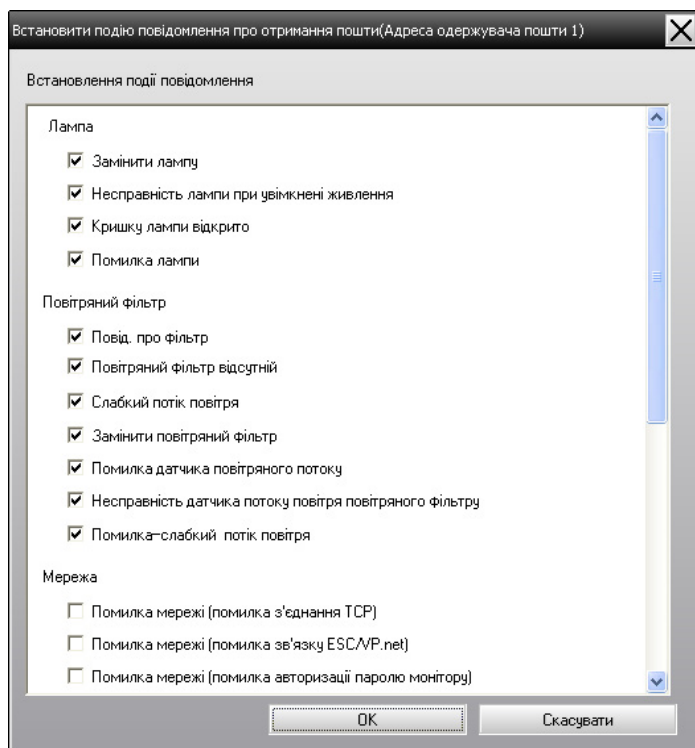 Встановити подію повідомлення про отримання пошти(Адреса одержувача пошти 1)
Встановлення події повідомлення
Лампа
Замінити лампу
Несправність лампи при увімкнені живлення
Кришку лампи відкрито
Помилка лампи
Повітряний фільтр
Повід. про фільтр
Повітряний фільтр відсутній
Слабкий потік повітря
Замінити повітряний фільтр
Помилка датчика повітряного потоку
Несправність датчика потоку повітря повітряного фільтру
Помилка-слабкий потік повітря
Мережа
Помилка мережі (помилка з'єднання TCP)
Помилка мережі (помилка зв'язку ESC/VP.net)
Помилка мережі (помилка авторизації паролю монітору)
OK
Скасувати